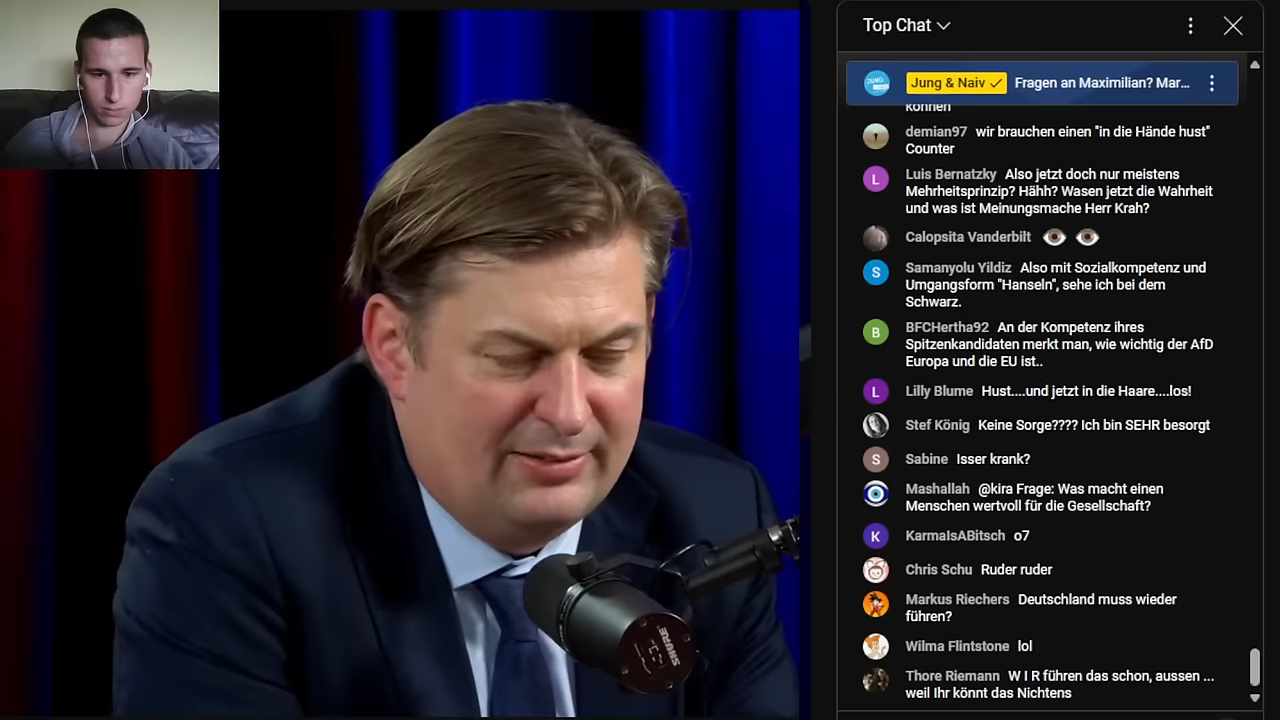 Top Chat
Jung & Naiv
Fragen an Maximilian? Mar...
können
demian97 wir brauchen einen "in die Hände hust"
Counter
Luis Bernatzky Also jetzt doch nur meistens
Mehrheitsprinzip? Hähh? Wasen jetzt die Wahrheit
und was ist Meinungsmache Herr Krah?
Calopsita Vanderbilt
Samanyolu Yildiz Also mit Sozialkompetenz und
Umgangsform "Hanseln", sehe ich bei dem
Schwarz.
BFCHertha92 An der Kompetenz ihres
Spitzenkandidaten merkt man, wie wichtig der AfD
Europa und die EU ist..
Lilly Blume Hust....und jetzt in die Haare....los!
Stef König Keine Sorge???? Ich bin SEHR besorgt
Sabine Isser krank?
Mashallah @kira Frage: Was macht einen
Menschen wertvoll für die Gesellschaft?
KarmaIsABitsch o7
Chris Schu Ruder ruder
Markus Riechers Deutschland muss wieder
führen?
Wilma Flintstone lol
Thore Riemann W I R führen das schon, aussen ...
weil Ihr könnt das Nichtens
L
S
B
L
S
K
SHURE